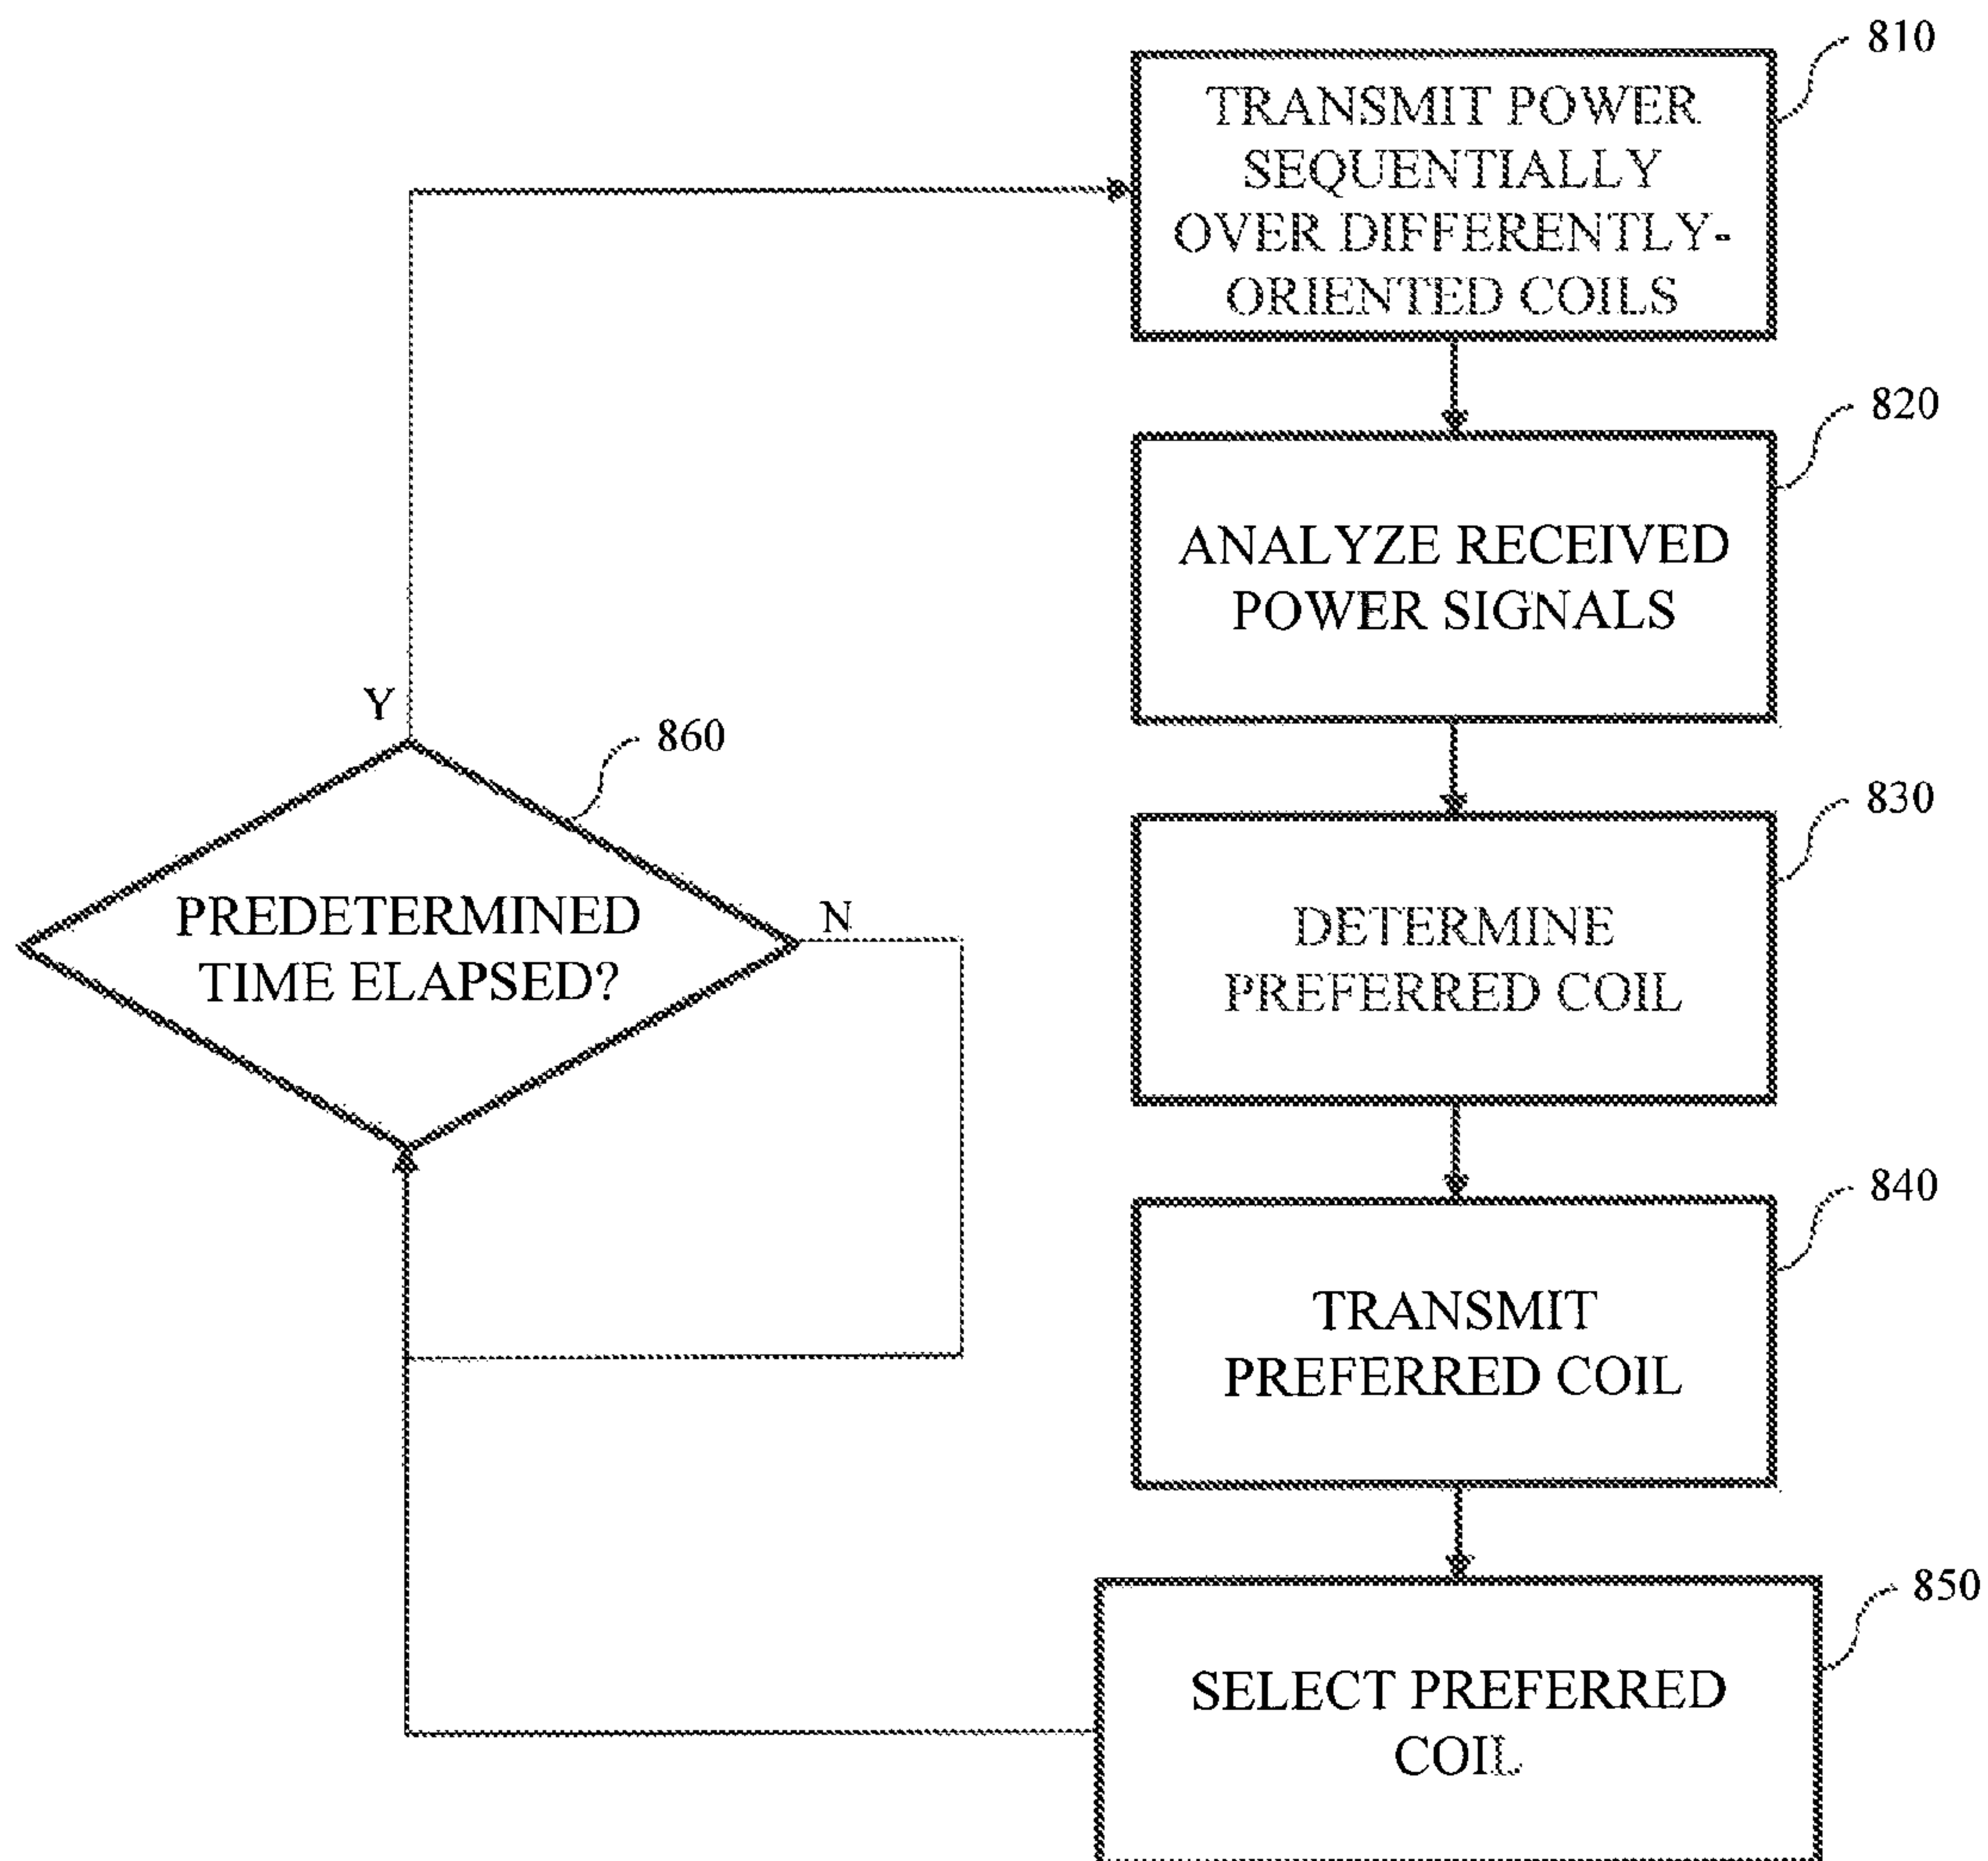 810
TRANSMIT POWER
SEQUENTIALLY
OVER DIFFERENTLY-
ORIENTED COILS
820
ANALYZE RECEIVED
POWER SIGNALS
830
DETERMINE
PREFERRED COIL
840
TRANSMIT
PREFERRED COIL
850
SELECT PREFERRED
COIL
Y
860
PREDETERMINED
TIME ELAPSED?
N